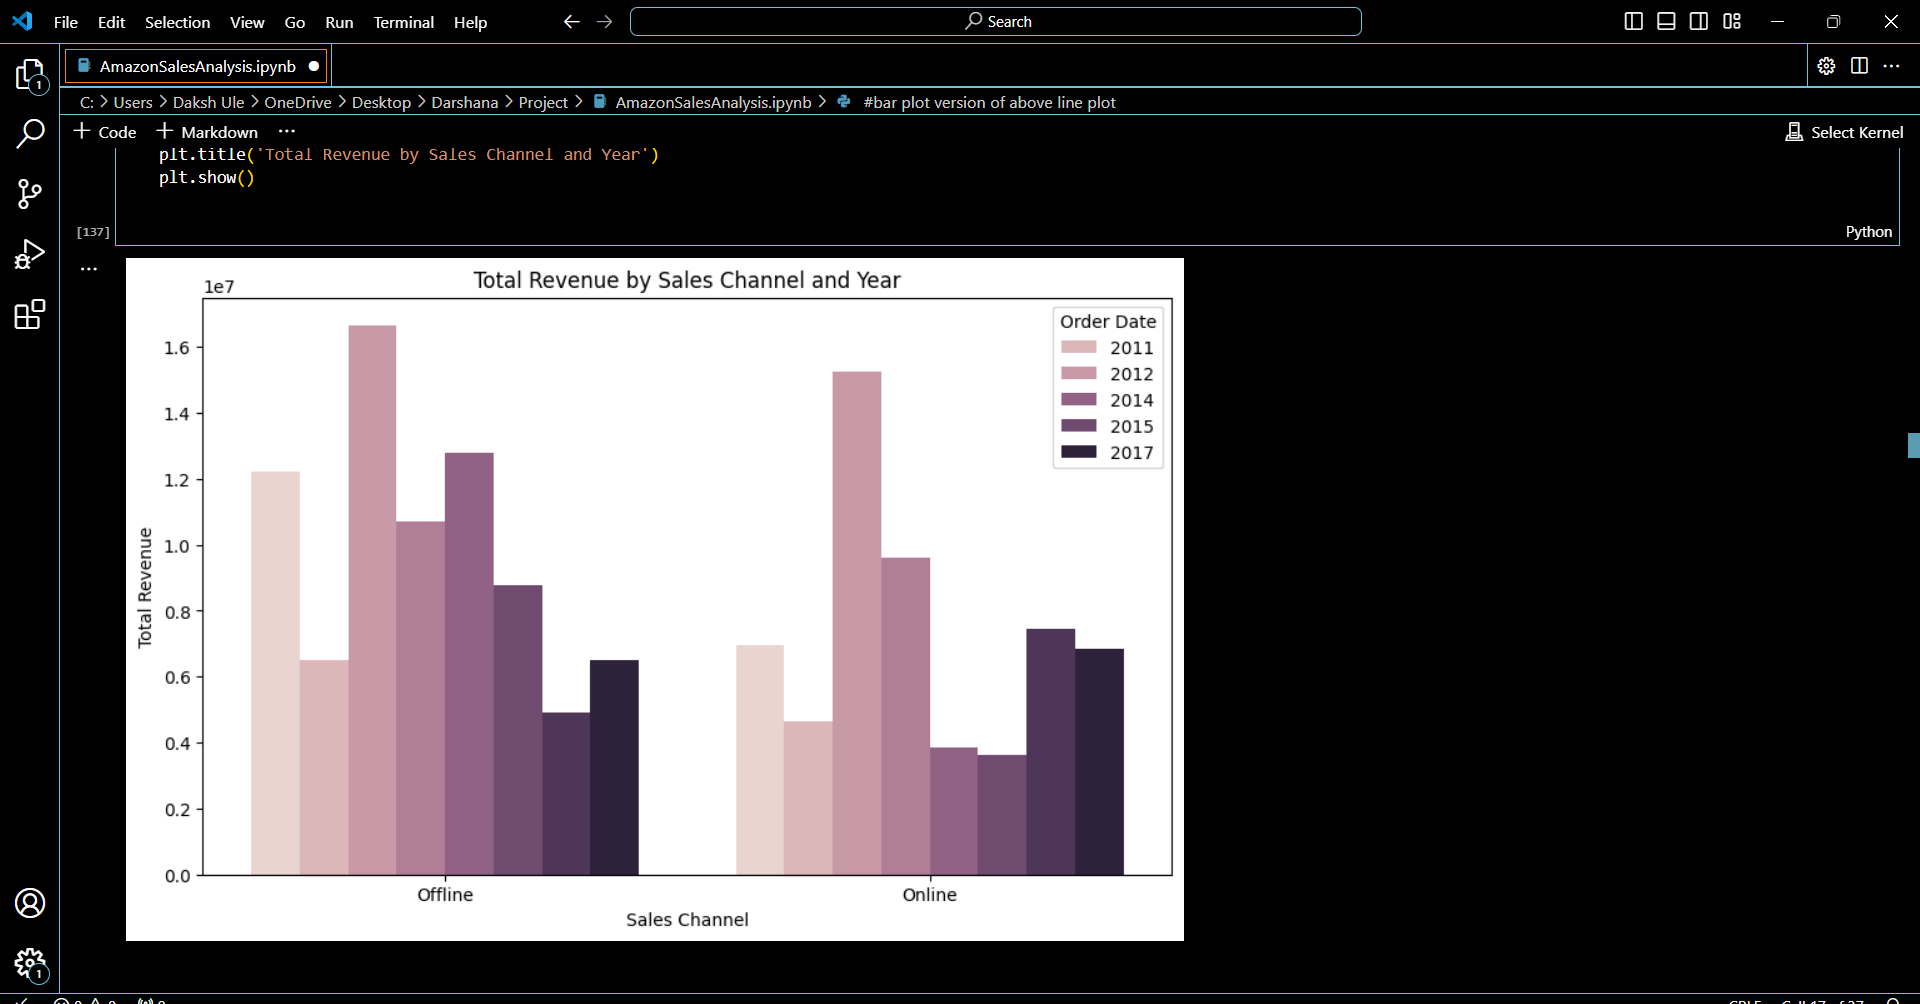 File Edit Selection View Go Run Terminal Help Search
AmazonSalesAnalysis.ipynb
C: > Users > Daksh Ule > OneDrive > Desktop > Darshana > Project > AmazonSalesAnalysis.ipynb > #bar plot version of above line plot
+ Code + Markdown ··· Select Kernel
plt.title('Total Revenue by Sales Channel and Year')
plt.show()
[137] Python
Total Revenue by Sales Channel and Year
1e7
Order Date
2011
2012
2014
2015
2017
1.6
1.4
1.2
1.0
0.8
0.6
0.4
0.2
0.0
Total Revenue
Offline Online
Sales Channel
1
1